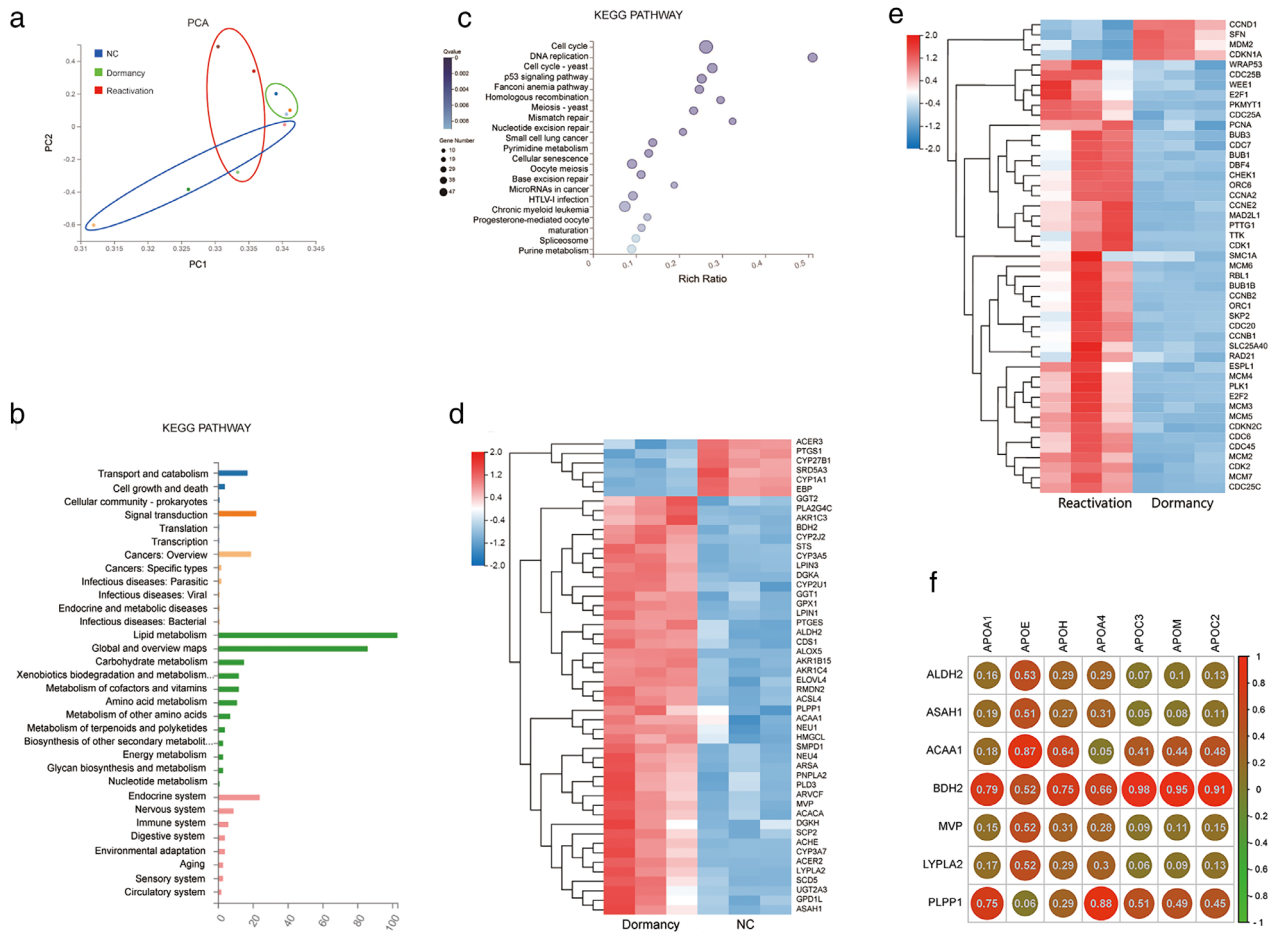 a
PCA
NC
Dormancy
Reactivation
0.4
0.2
0
-0.2
-0.4
-0.6
PC2
0.311 0.315 0.32 0.325 0.33 0.335 0.34 0.345
PC1
b
KEGG PATHWAY
Transport and catabolism
Cell growth and death
Cellular community - prokaryotes
Signal transduction
Translation
Transcription
Cancers: Overview
Cancers: Specific types
Infectious diseases: Parasitic
Infectious diseases: Viral
Endocrine and metabolic diseases
Infectious diseases: Bacterial
Lipid metabolism
Global and overview maps
Carbohydrate metabolism
Xenobiotics biodegradation and metabolism...
Metabolism of cofactors and vitamins
Amino acid metabolism
Metabolism of other amino acids
Metabolism of terpenoids and polyketides
Biosynthesis of other secondary metabolit...
Energy metabolism
Glycan biosynthesis and metabolism
Nucleotide metabolism
Endocrine system
Nervous system
Immune system
Digestive system
Environmental adaptation
Aging
Sensory system
Circulatory system
0 20 40 60 80 100
c
KEGG PATHWAY
Qvalue
0
0.002
0.004
0.006
0.008
Gene Number
10
19
29
38
47
Cell cycle
DNA replication
Cell cycle - yeast
p53 signaling pathway
Fanconi anemia pathway
Homologous recombination
Meiosis - yeast
Mismatch repair
Nucleotide excision repair
Small cell lung cancer
Pyrimidine metabolism
Cellular senescence
Oocyte meiosis
Base excision repair
MicroRNAs in cancer
HTLV-I infection
Chronic myeloid leukemia
Progesterone-mediated oocyte
maturation
Spliceosome
Purine metabolism
0 0.1 0.2 0.3 0.4 0.5
Rich Ratio
d
2.0
1.2
0.4
-0.4
-1.2
-2.0
ACER3
PTGS1
CYP27B1
SRD5A3
CYP1A1
EBP
GGT2
PLA2G4C
AKR1C3
BDH2
CYP2J2
STS
CYP3A5
LPIN3
DGKA
CYP2U1
GGT1
GPX1
LPIN1
PTGES
ALDH2
CDS1
ALOX5
AKR1B15
AKR1C4
ELOVL4
RMDN2
ACSL4
PLPP1
ACAA1
NEU1
HMGCL
SMPD1
NEU4
ARSA
PNPLA2
PLD3
ARVCF
MVP
ACACA
DGKH
SCP2
ACHE
CYP3A7
ACER2
LYPLA2
SCD5
UGT2A3
GPD1L
ASAH1
Dormancy NC
e
2.0
1.2
0.4
-0.4
-1.2
-2.0
CCND1
SFN
MDM2
CDKN1A
WRAP53
CDC25B
WEE1
E2F1
PKMYT1
CDC25A
PCNA
BUB3
CDC7
BUB1
DBF4
CHEK1
ORC6
CCNA2
CCNE2
MAD2L1
PTTG1
TTK
CDK1
SMC1A
MCM6
RBL1
BUB1B
CCNB2
ORC1
SKP2
CDC20
CCNB1
SLC25A40
RAD21
ESPL1
MCM4
PLK1
E2F2
MCM3
MCM5
CDKN2C
CDC6
CDC45
MCM2
CDK2
MCM7
CDC25C
Reactivation Dormancy
f
APOA1 APOE APOH APOA4 APOC3 APOM APOC2
ALDH2 0.16 0.53 0.29 0.29 0.07 0.1 0.13
ASAH1 0.19 0.51 0.27 0.31 0.05 0.08 0.11
ACAA1 0.18 0.87 0.64 0.05 0.41 0.44 0.48
BDH2 0.79 0.52 0.75 0.66 0.98 0.95 0.91
MVP 0.15 0.52 0.31 0.28 0.09 0.11 0.15
LYPLA2 0.17 0.52 0.29 0.3 0.06 0.09 0.13
PLPP1 0.75 0.06 0.29 0.88 0.51 0.49 0.45
1
0.8
0.6
0.4
0.2
0
-0.2
-0.4
-0.6
-0.8
-1